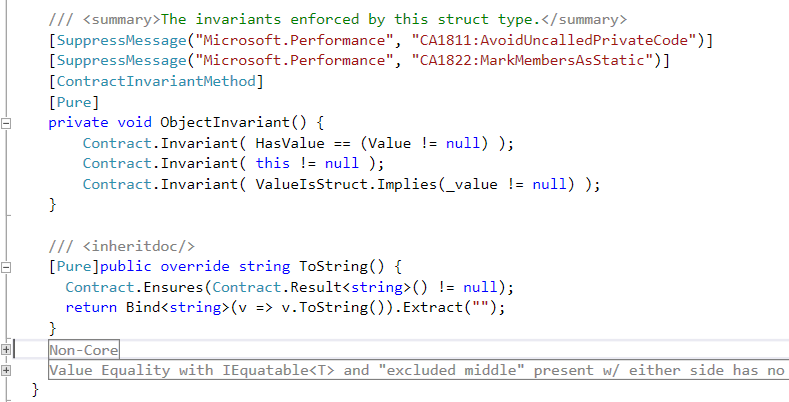 /// <summary>The invariants enforced by this struct type.</summary>
[SuppressMessage("Microsoft.Performance", "CA1811:AvoidUncalledPrivateCode")]
[SuppressMessage("Microsoft.Performance", "CA1822:MarkMembersAsStatic")]
[ContractInvariantMethod]
[Pure]
private void ObjectInvariant() {
    Contract.Invariant( HasValue == (Value != null) );
    Contract.Invariant( this != null );
    Contract.Invariant( ValueIsStruct.Implies(_value != null) );
}

/// <inheritdoc/>
[Pure]public override string ToString() {
  Contract.Ensures(Contract.Result<string>() != null);
  return Bind<string>(v => v.ToString()).Extract("");
}
Non-Core
Value Equality with IEquatable<T> and "excluded middle" present w/ either side has no
}